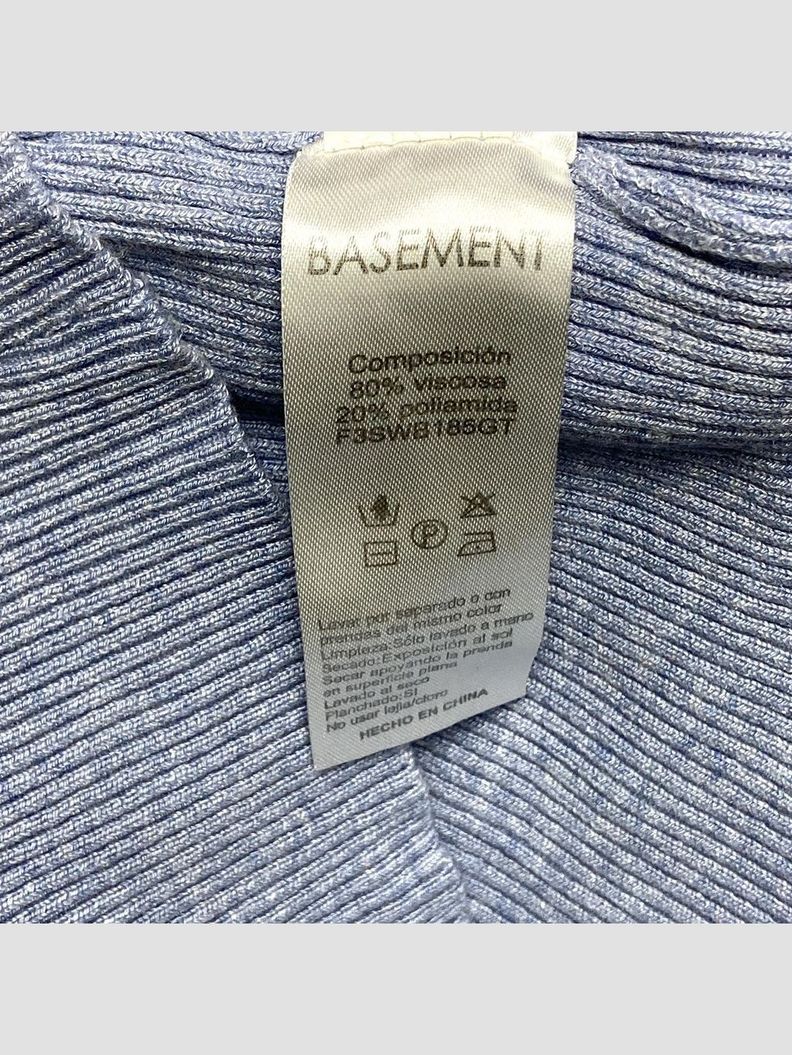 BASEMENT
Composición
80% viscosa
20% poliamida
F3SWB186GT
P
Lavar por separado o con
prendas del mismo color
Limpieza:Sólo lavado a mano
Secado:Exposición al sol
Secar apoyando la prenda
en superficie plana
Lavado al seco
Planchado:Sí
No usar lejía/cloro
HECHO EN CHINA